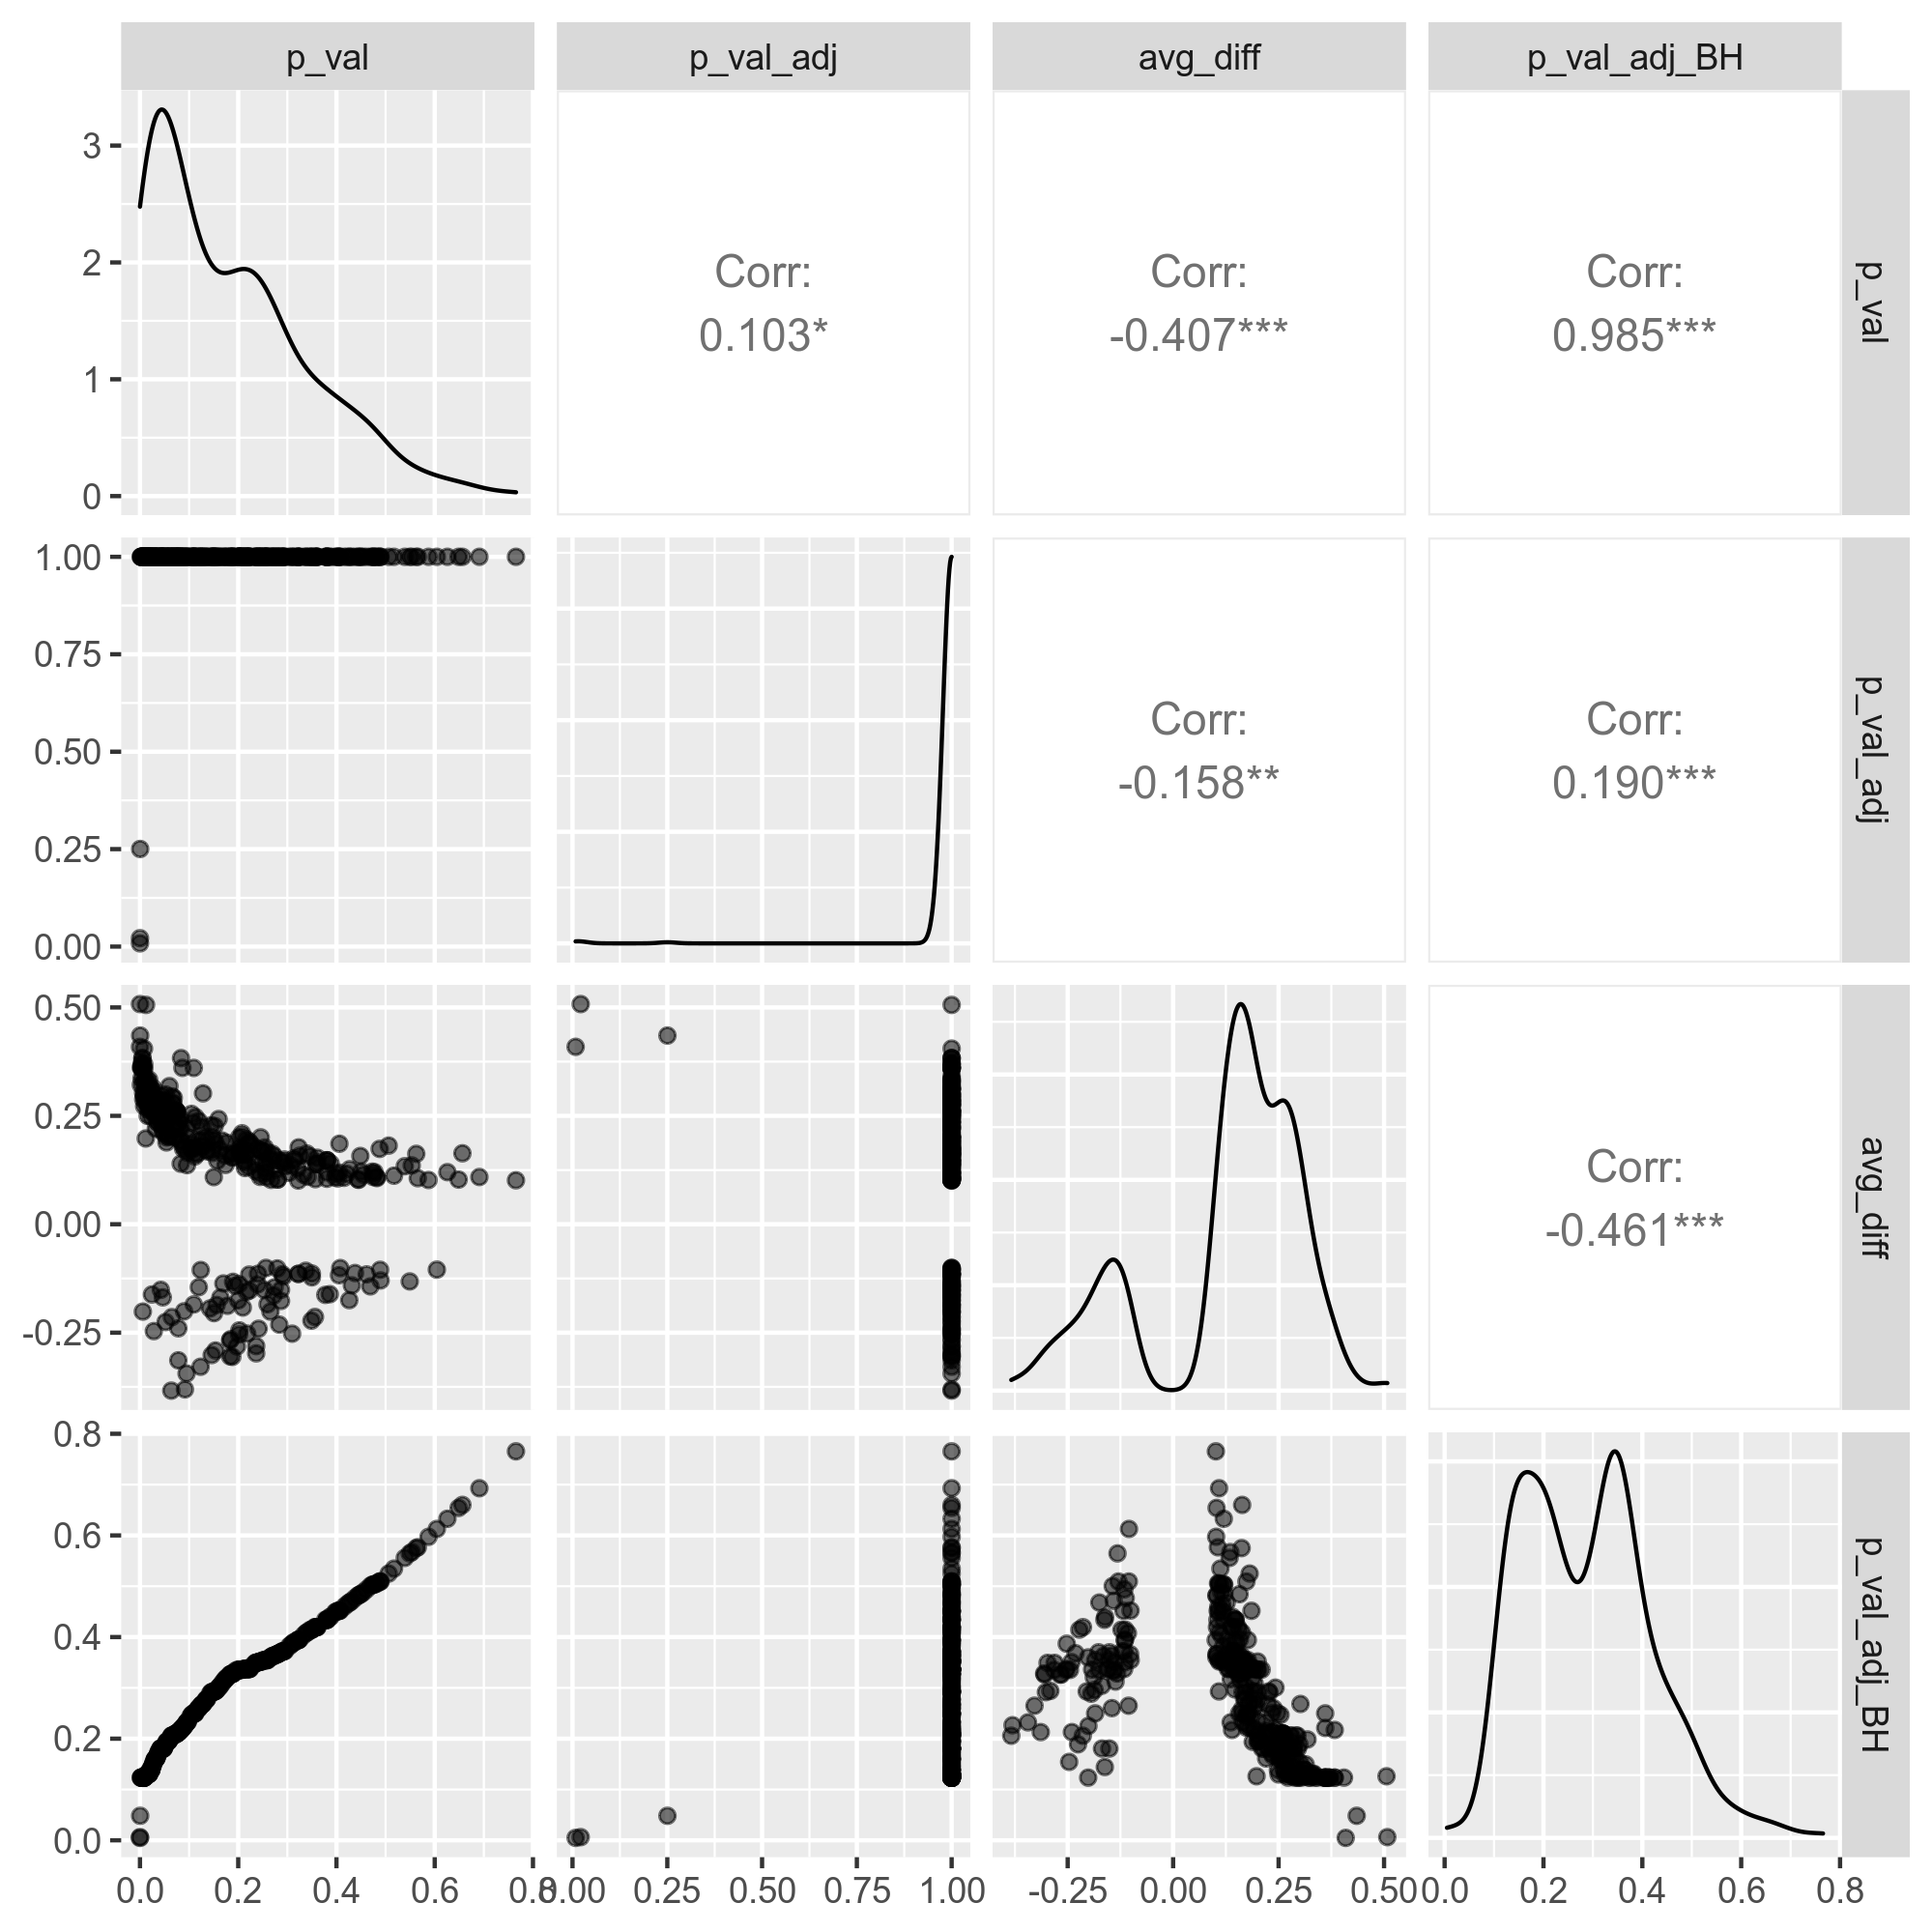 p_val
p_val_adj
avg_diff
p_val_adj_BH
3
2
1
0
Corr:
0.103*
Corr:
-0.407***
Corr:
0.985***
p_val
1.00
0.75
0.50
0.25
0.00
Corr:
-0.158**
Corr:
0.190***
p_val_adj
0.50
0.25
0.00
-0.25
Corr:
-0.461***
avg_diff
0.8
0.6
0.4
0.2
0.0
p_val_adj_BH
0.0 0.2 0.4 0.6 0.8
0.00 0.25 0.50 0.75 1.00
-0.25 0.00 0.25 0.50
0.0 0.2 0.4 0.6 0.8